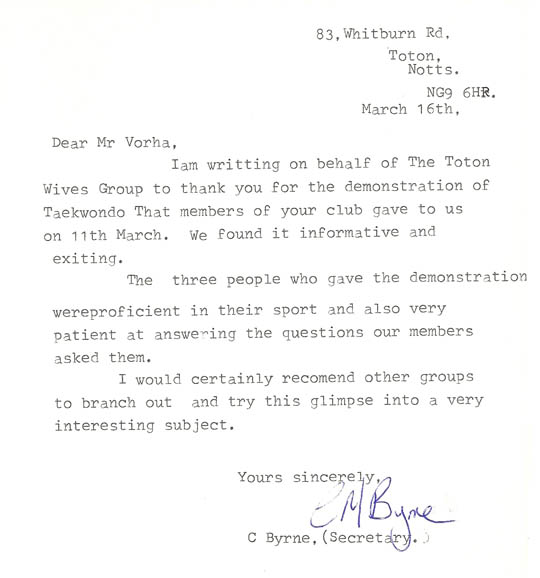 83, Whitburn Rd.
Toton,
Notts.
NG9 6HR.
March 16th,
Dear Mr Vorha,
Iam writting on behalf of The Toton
Wives Group to thank you for the demonstration of
Taekwondo That members of your club gave to us
on 11th March. We found it informative and
exiting.
The three people who gave the demonstration
wereproficient in their sport and also very
patient at answering the questions our members
asked them.
I would certainly recomend other groups
to branch out and try this glimpse into a very
interesting subject.
Yours sincerely,
C M Byrne
C Byrne, (Secretary.)